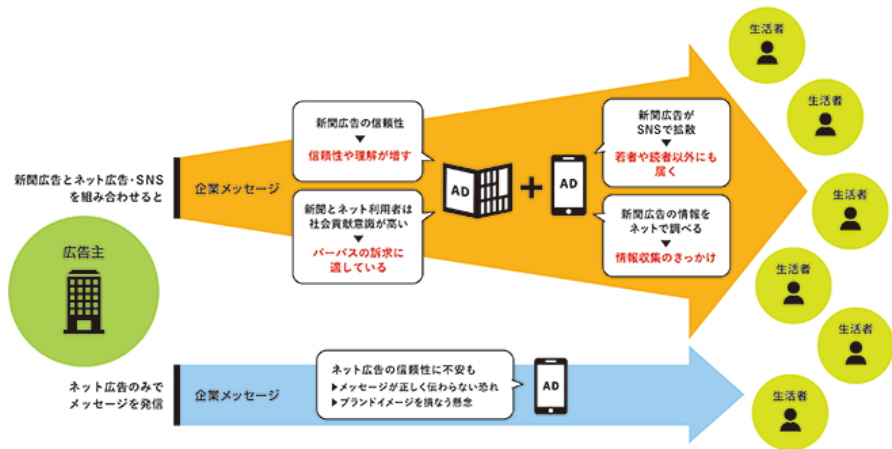 新聞広告とネット広告・SNS
を組み合わせると
広告主
ネット広告のみで
メッセージを発信
企業メッセージ
新聞広告の信頼性
▼
信頼性や理解が増す
新聞とネット利用者は
社会貢献意識が高い
▼
パーパスの訴求に
適している
AD
+
AD
新聞広告が
SNSで拡散
▼
若者や読者以外にも
届く
新聞広告の情報を
ネットで調べる
▼
情報収集のきっかけ
企業メッセージ
ネット広告の信頼性に不安も
▶メッセージが正しく伝わらない恐れ
▶ブランドイメージを損なう懸念
AD
生活者
生活者
生活者
生活者
生活者
生活者